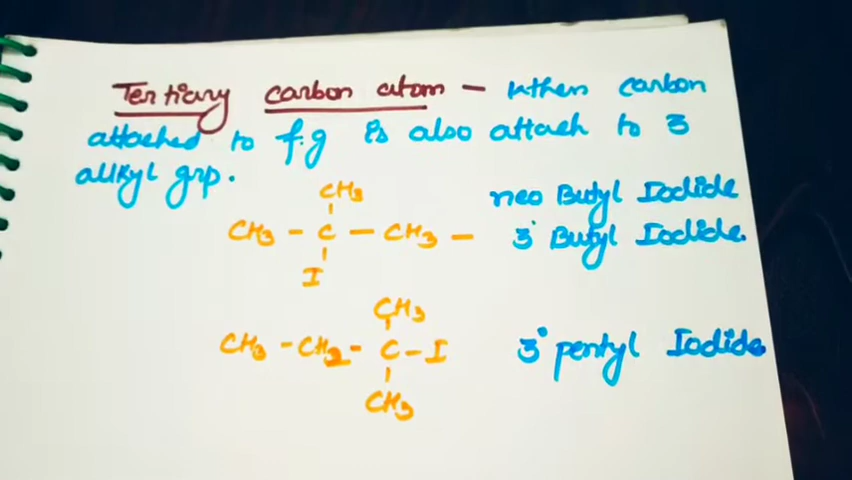 Tertiary carbon atom - When carbon
attached to f.g is also attach to 3
alkyl grp.
CH3
neo Butyl Iodide
CH3 - C - CH3 - 3° Butyl Iodide
I
CH3
CH3 - CH2 - C - I 3° pentyl Iodide
CH3